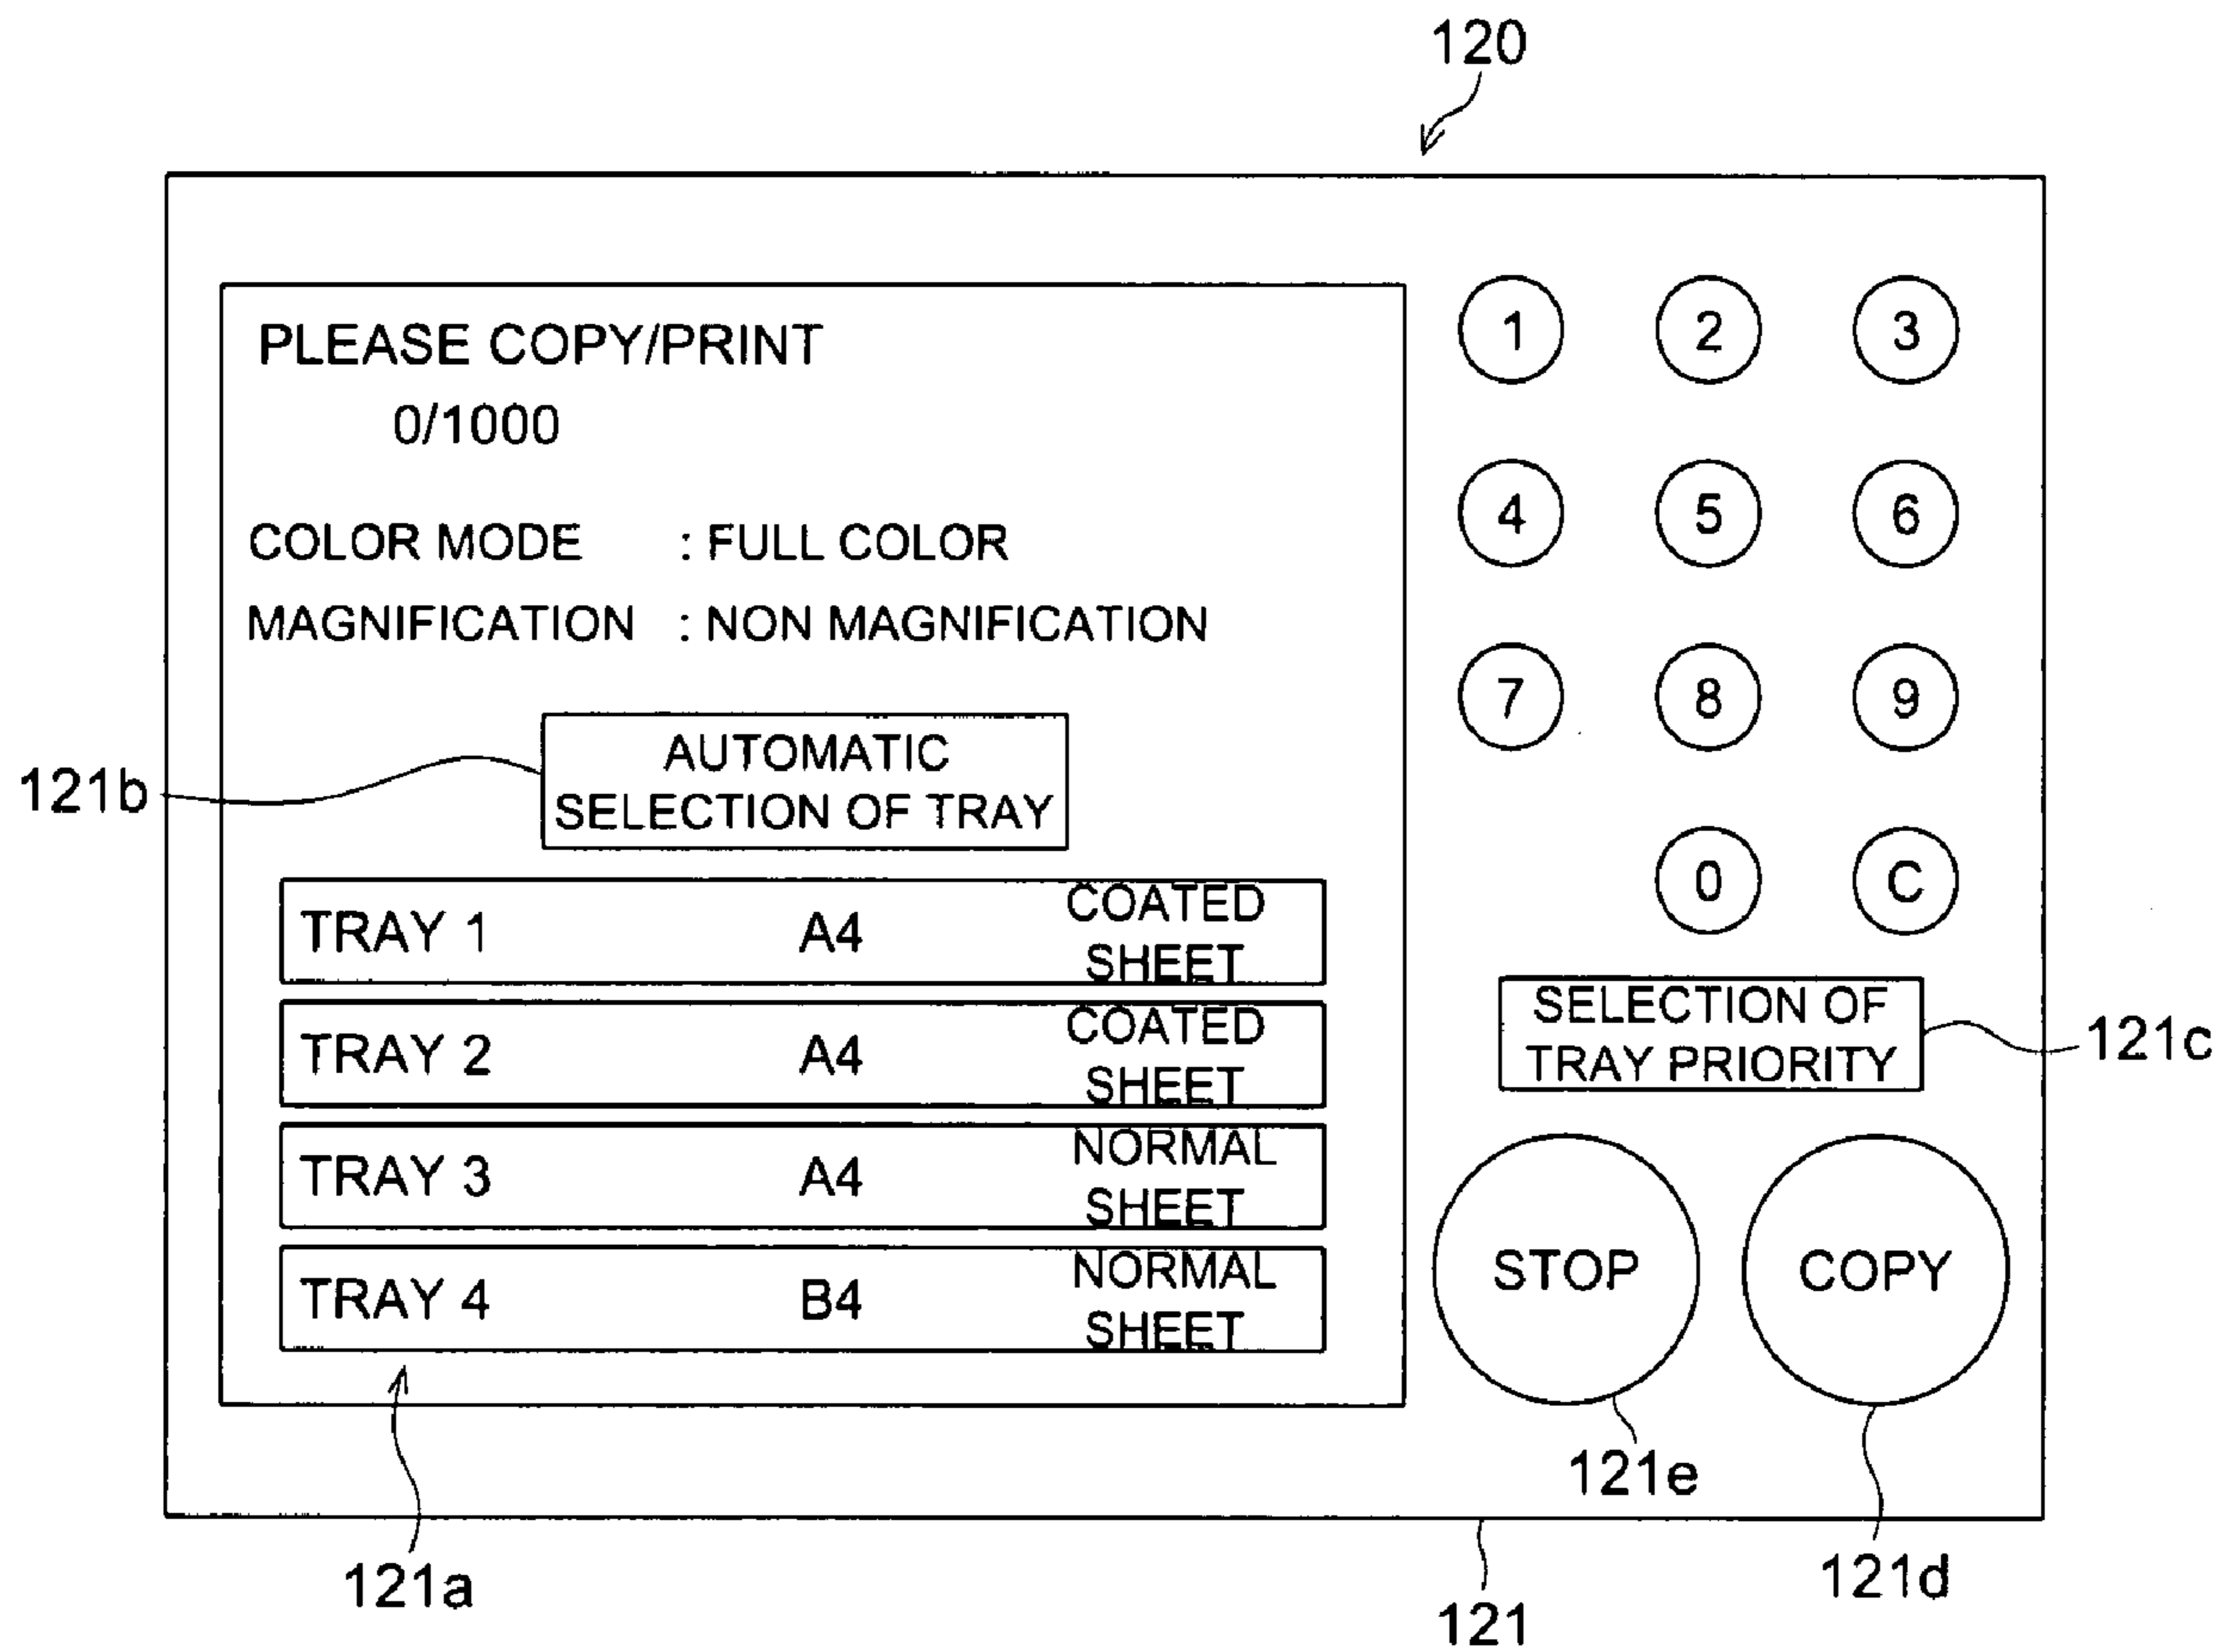 120
PLEASE COPY/PRINT
0/1000
COLOR MODE : FULL COLOR
MAGNIFICATION : NON MAGNIFICATION
121b
AUTOMATIC
SELECTION OF TRAY
TRAY 1 A4 COATED
SHEET
TRAY 2 A4 COATED
SHEET
TRAY 3 A4 NORMAL
SHEET
TRAY 4 B4 NORMAL
SHEET
121a
1 2 3
4 5 6
7 8 9
0 C
SELECTION OF
TRAY PRIORITY
121c
STOP COPY
121e
121d
121